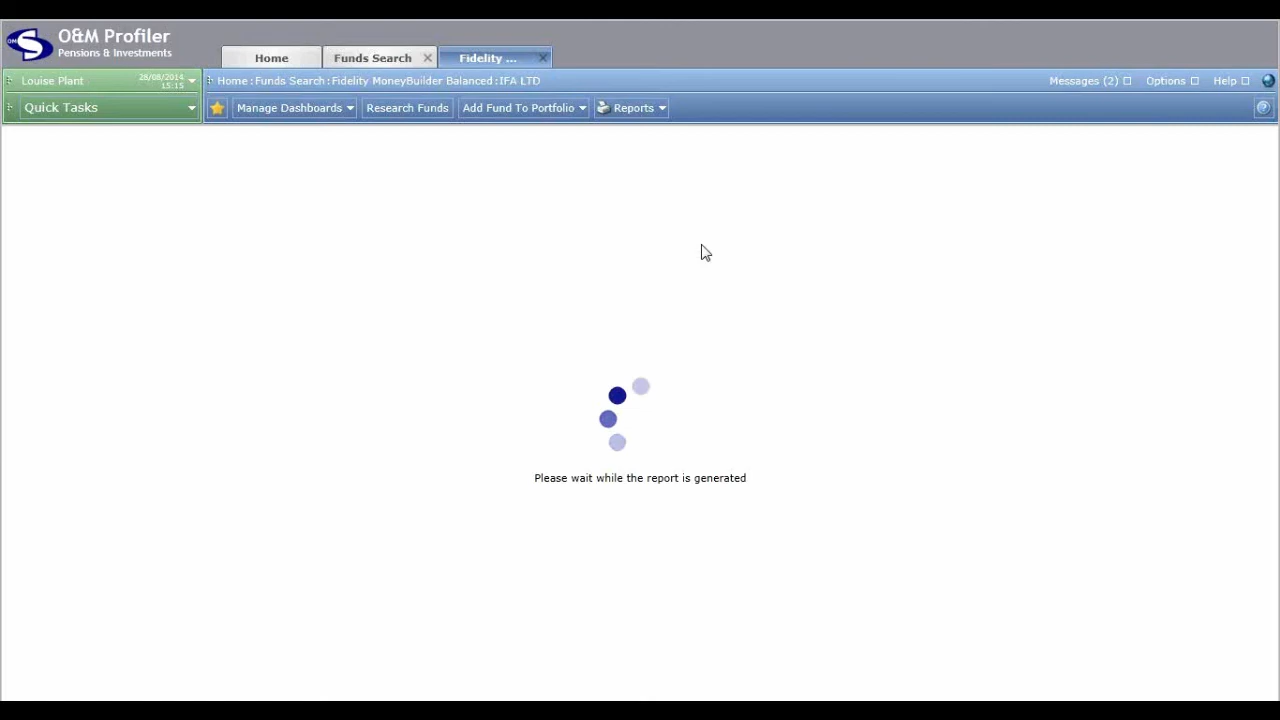 O&M Profiler
Pensions & Investments
Home
Funds Search
Fidelity ...
Louise Plant
28/08/2014
15:15
Home:Funds Search:Fidelity MoneyBuilder Balanced:IFA LTD
Messages (2)
Options
Help
Quick Tasks
Manage Dashboards
Research Funds
Add Fund To Portfolio
Reports
Please wait while the report is generated